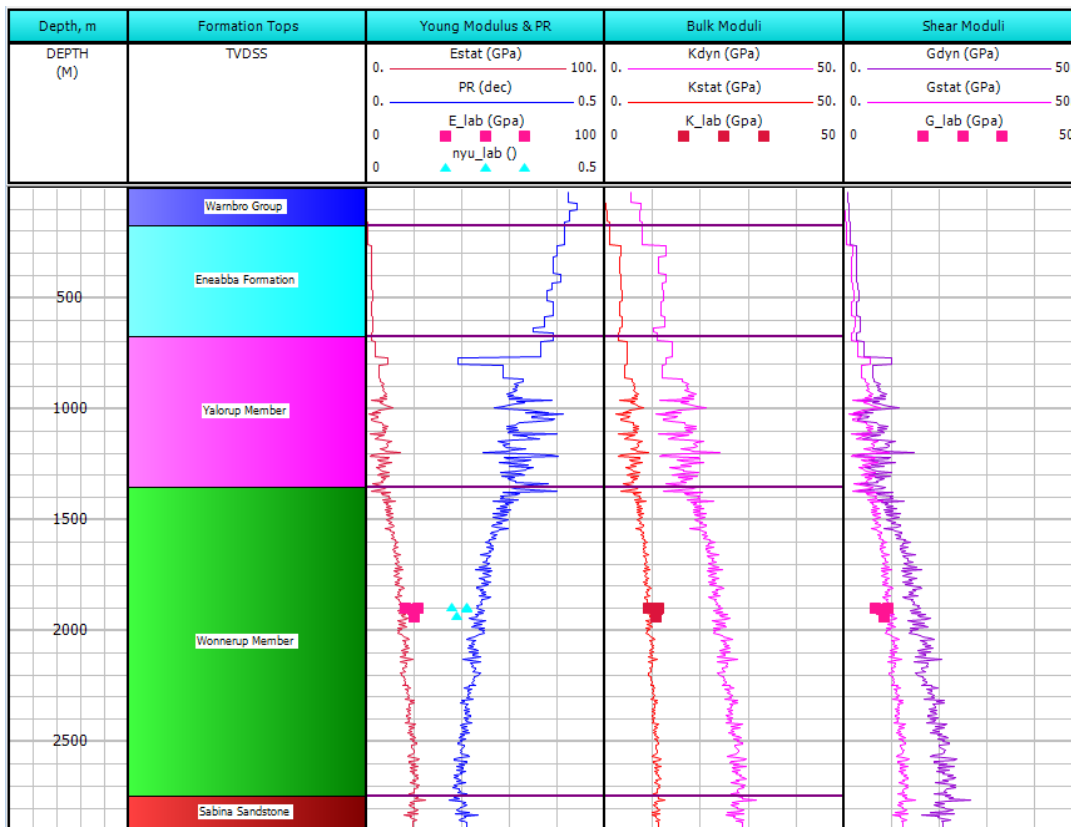 Depth, m Formation Tops Young Modulus & PR Bulk Moduli Shear Moduli
DEPTH TVDSS Estat (GPa) Kdyn (GPa) Gdyn (GPa)
(M) 0. 100. 0. 50. 0. 50
PR (dec) Kstat (GPa) Gstat (GPa)
0. 0.5 0. 50. 0. 50
E_lab (Gpa) K_lab (Gpa) G_lab (Gpa)
0 100 0 50 0 50
nyu_lab ()
0 0.5
Warnbro Group
Eneabba Formation
500
Yalorup Member
1000
1500
2000
Wonnerup Member
2500
Sabina Sandstone